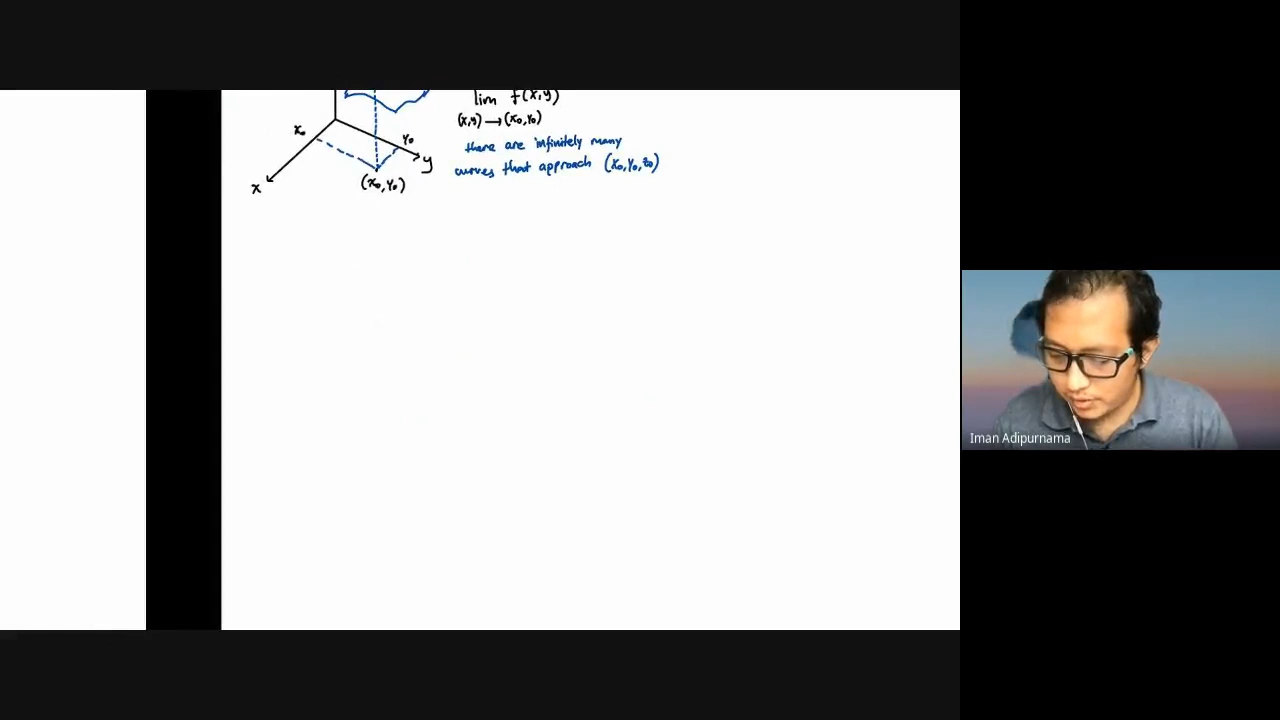 lim f(x,y)
(x,y) → (x₀,y₀)
there are infinitely many
curves that approach (x₀,y₀,z₀)
x₀
y₀
y
x
(x₀,y₀)
Iman Adipurnama